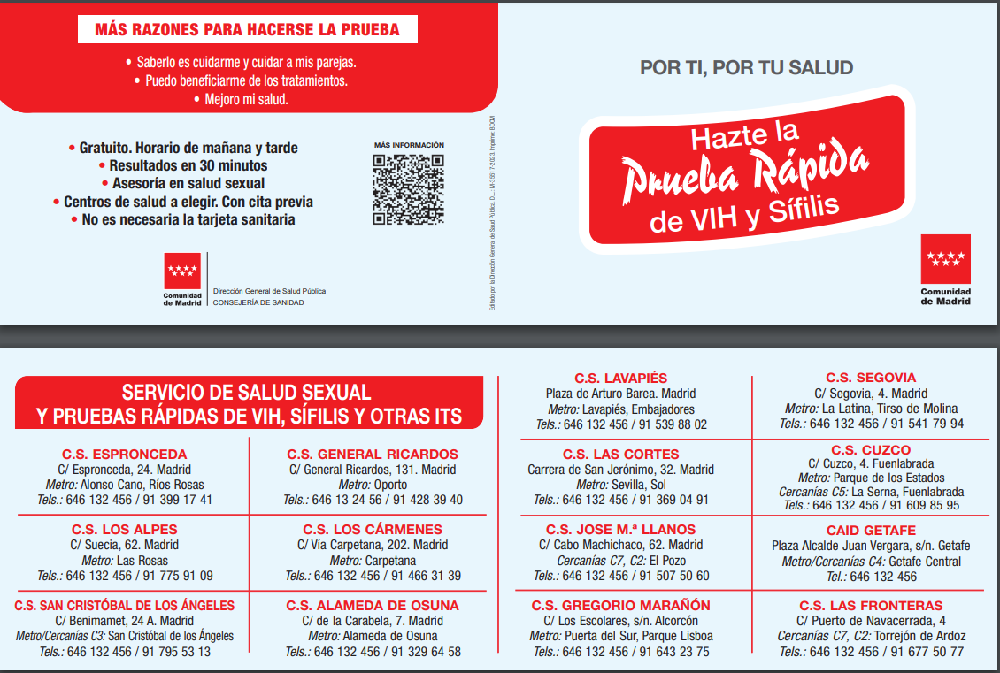 MÁS RAZONES PARA HACERSE LA PRUEBA
• Saberlo es cuidarme y cuidar a mis parejas.
• Puedo beneficiarme de los tratamientos.
• Mejoro mi salud.
• Gratuito. Horario de mañana y tarde
• Resultados en 30 minutos
• Asesoría en salud sexual
• Centros de salud a elegir. Con cita previa
• No es necesaria la tarjeta sanitaria
MÁS INFORMACIÓN
Comunidad
de Madrid
Dirección General de Salud Pública
CONSEJERÍA DE SANIDAD
Editado por la Dirección General de Salud Pública. D.L.: M-35517-2023. Imprime: BOCM
POR TI, POR TU SALUD
Hazte la
Prueba Rápida
de VIH y Sífilis
Comunidad
de Madrid
SERVICIO DE SALUD SEXUAL
Y PRUEBAS RÁPIDAS DE VIH, SÍFILIS Y OTRAS ITS
C.S. ESPRONCEDA
C/ Espronceda, 24. Madrid
Metro: Alonso Cano, Ríos Rosas
Tels.: 646 132 456 / 91 399 17 41
C.S. GENERAL RICARDOS
C/ General Ricardos, 131. Madrid
Metro: Oporto
Tels.: 646 13 24 56 / 91 428 39 40
C.S. LOS ALPES
C/ Suecia, 62. Madrid
Metro: Las Rosas
Tels.: 646 132 456 / 91 775 91 09
C.S. LOS CÁRMENES
C/ Vía Carpetana, 202. Madrid
Metro: Carpetana
Tels.: 646 132 456 / 91 466 31 39
C.S. SAN CRISTÓBAL DE LOS ÁNGELES
C/ Benimamet, 24 A. Madrid
Metro/Cercanías C3: San Cristóbal de los Ángeles
Tels.: 646 132 456 / 91 795 53 13
C.S. ALAMEDA DE OSUNA
C/ de la Carabela, 7. Madrid
Metro: Alameda de Osuna
Tels.: 646 132 456 / 91 329 64 58
C.S. LAVAPIÉS
Plaza de Arturo Barea. Madrid
Metro: Lavapiés, Embajadores
Tels.: 646 132 456 / 91 539 88 02
C.S. SEGOVIA
C/ Segovia, 4. Madrid
Metro: La Latina, Tirso de Molina
Tels.: 646 132 456 / 91 541 79 94
C.S. LAS CORTES
Carrera de San Jerónimo, 32. Madrid
Metro: Sevilla, Sol
Tels.: 646 132 456 / 91 369 04 91
C.S. CUZCO
C/ Cuzco, 4. Fuenlabrada
Metro: Parque de los Estados
Cercanías C5: La Serna, Fuenlabrada
Tels.: 646 132 456 / 91 609 85 95
C.S. JOSE M.ª LLANOS
C/ Cabo Machichaco, 62. Madrid
Cercanías C7, C2: El Pozo
Tels.: 646 132 456 / 91 507 50 60
CAID GETAFE
Plaza Alcalde Juan Vergara, s/n. Getafe
Metro/Cercanías C4: Getafe Central
Tel.: 646 132 456
C.S. GREGORIO MARAÑÓN
C/ Los Escolares, s/n. Alcorcón
Metro: Puerta del Sur, Parque Lisboa
Tels.: 646 132 456 / 91 643 23 75
C.S. LAS FRONTERAS
C/ Puerto de Navacerrada, 4
Cercanías C7, C2: Torrejón de Ardoz
Tels.: 646 132 456 / 91 677 50 77